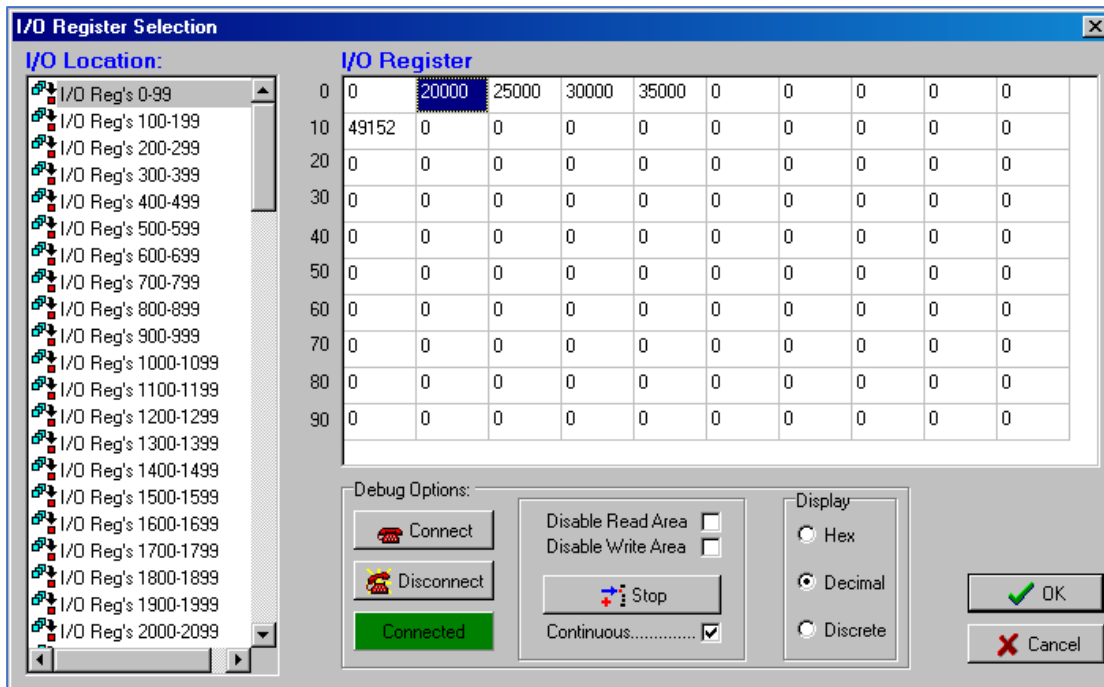 I/O Register Selection
I/O Location:
I/O Reg's 0-99
I/O Reg's 100-199
I/O Reg's 200-299
I/O Reg's 300-399
I/O Reg's 400-499
I/O Reg's 500-599
I/O Reg's 600-699
I/O Reg's 700-799
I/O Reg's 800-899
I/O Reg's 900-999
I/O Reg's 1000-1099
I/O Reg's 1100-1199
I/O Reg's 1200-1299
I/O Reg's 1300-1399
I/O Reg's 1400-1499
I/O Reg's 1500-1599
I/O Reg's 1600-1699
I/O Reg's 1700-1799
I/O Reg's 1800-1899
I/O Reg's 1900-1999
I/O Reg's 2000-2099
I/O Register
0 0 20000 25000 30000 35000 0 0 0 0 0
10 49152 0 0 0 0 0 0 0 0 0
20 0 0 0 0 0 0 0 0 0 0
30 0 0 0 0 0 0 0 0 0 0
40 0 0 0 0 0 0 0 0 0 0
50 0 0 0 0 0 0 0 0 0 0
60 0 0 0 0 0 0 0 0 0 0
70 0 0 0 0 0 0 0 0 0 0
80 0 0 0 0 0 0 0 0 0 0
90 0 0 0 0 0 0 0 0 0 0
Debug Options:
Connect
Disconnect
Connected
Disable Read Area
Disable Write Area
Stop
Continuous.............
Display
Hex
Decimal
Discrete
OK
Cancel